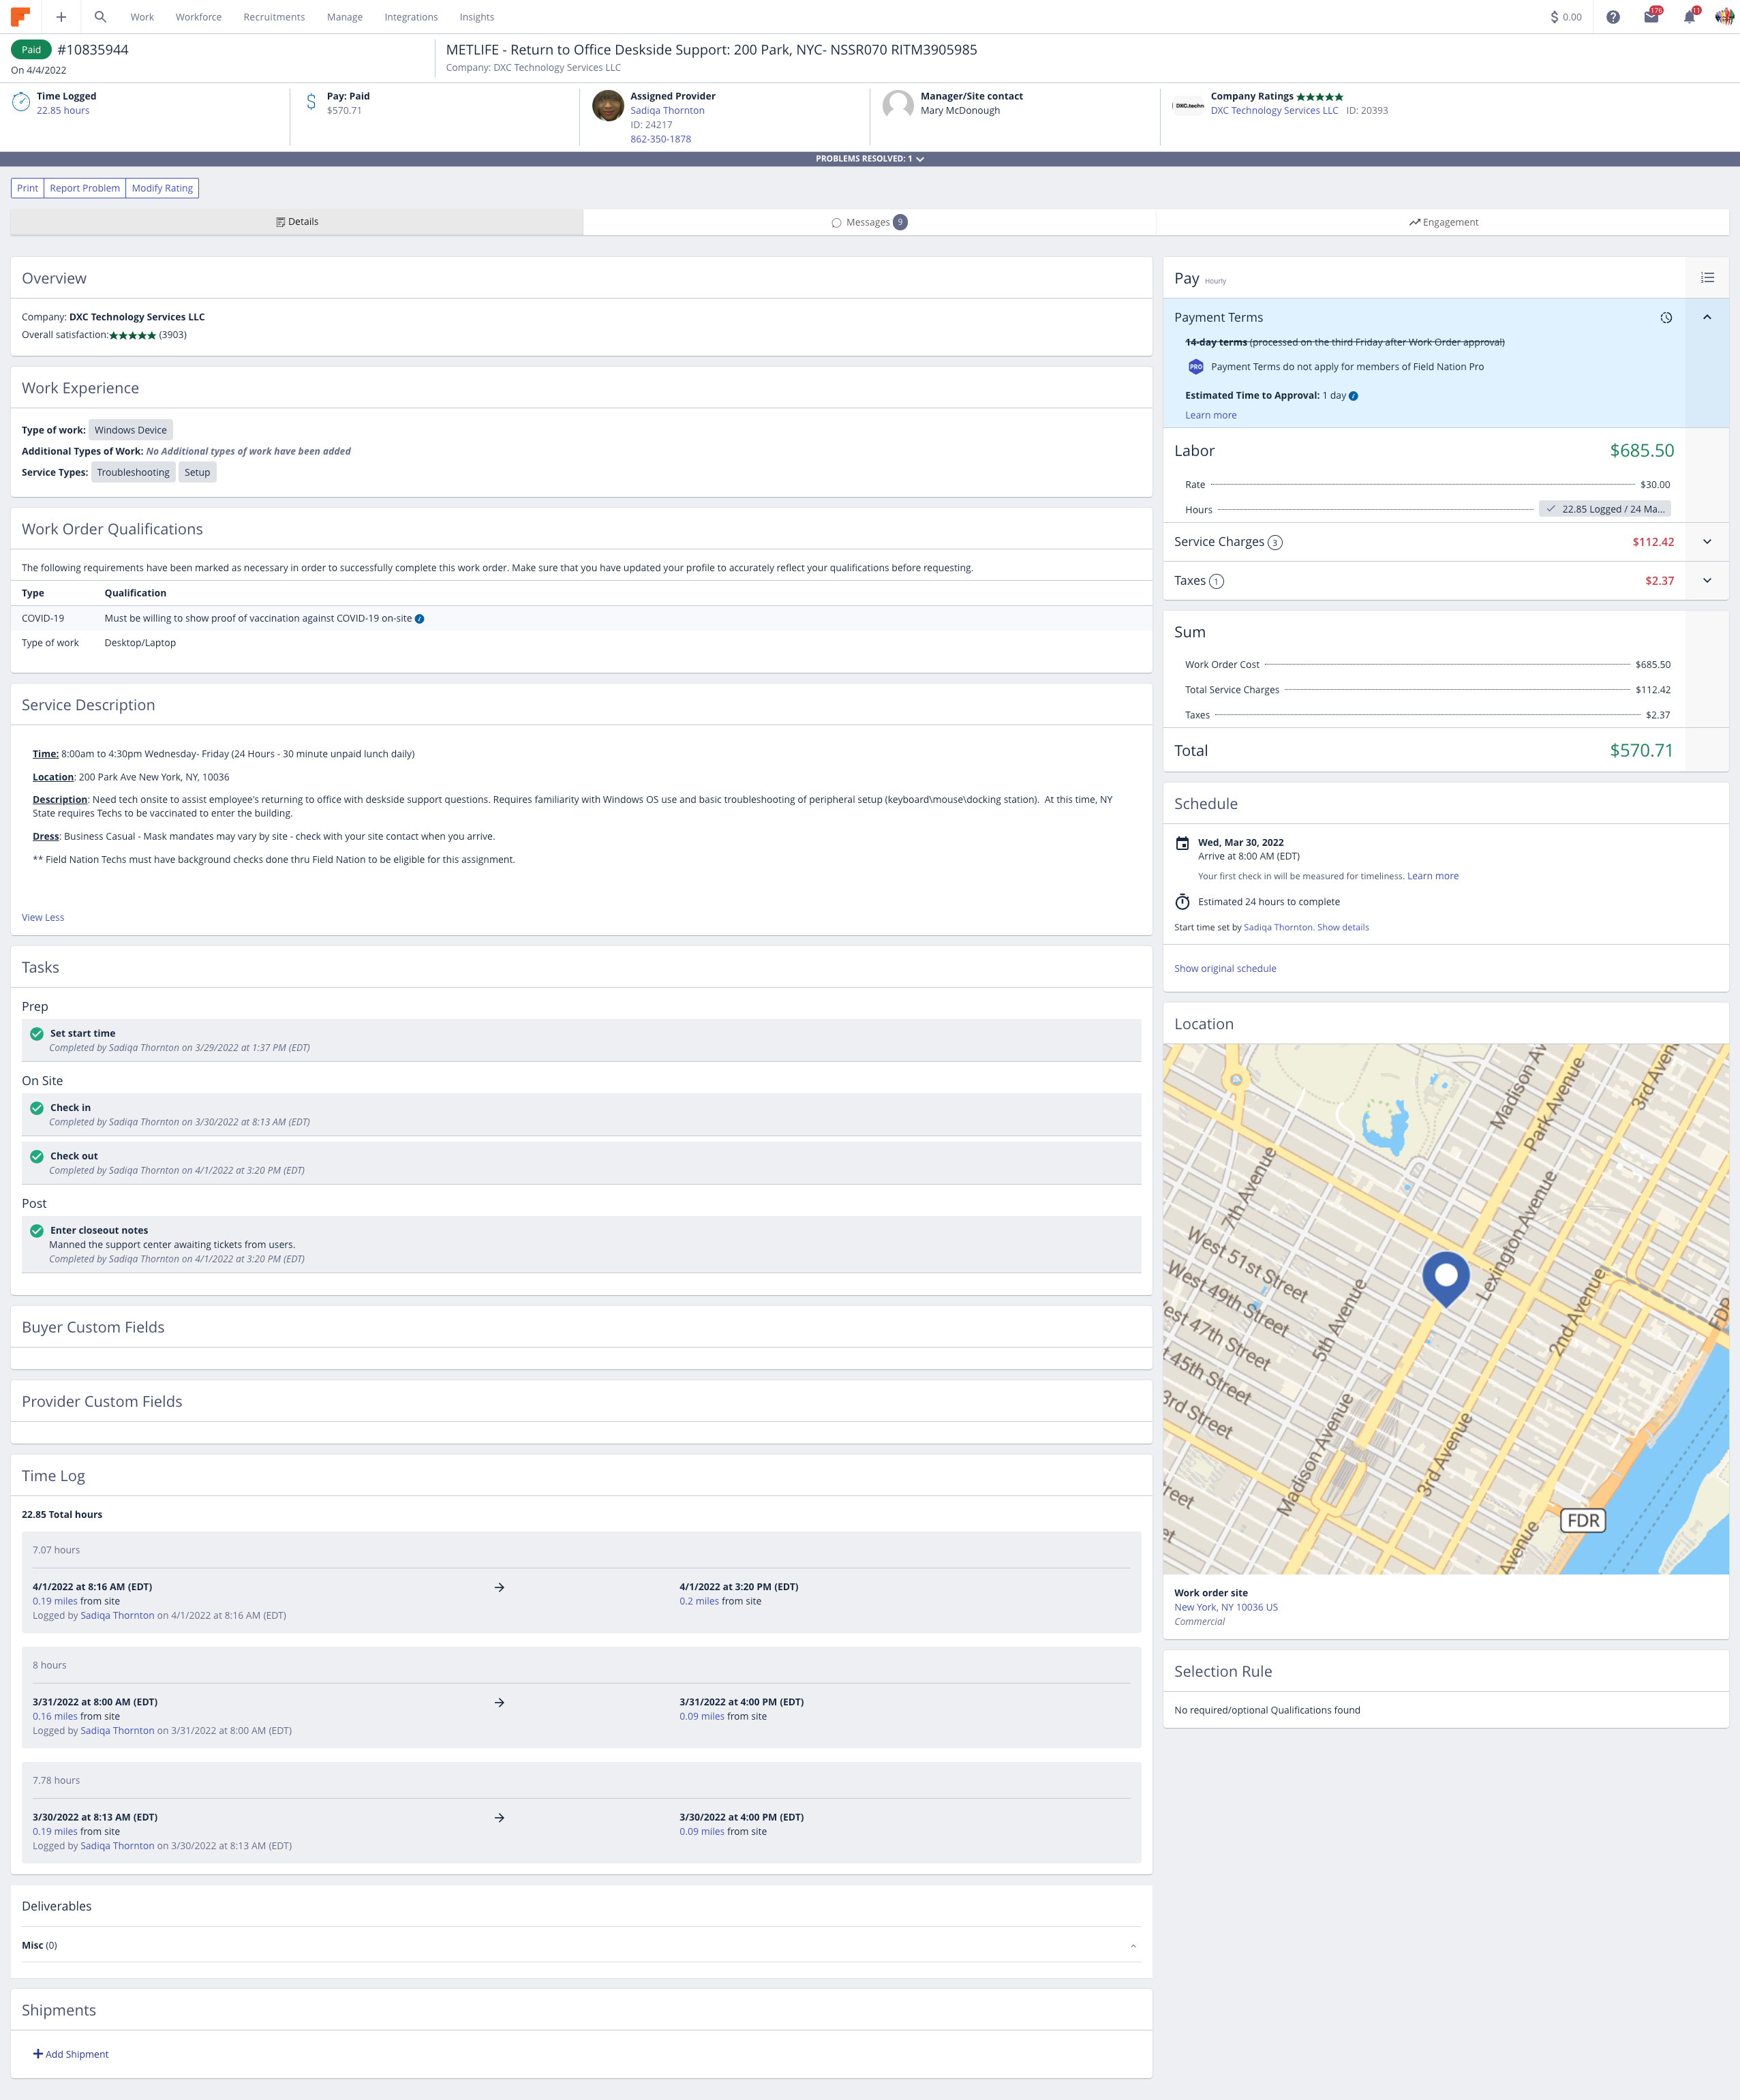 Work Workforce Recruitments Manage Integrations Insights $ 0.00 176 11
Paid #10835944
On 4/4/2022
METLIFE - Return to Office Deskside Support: 200 Park, NYC- NSSR070 RITM3905985
Company: DXC Technology Services LLC
Time Logged
22.85 hours
Pay: Paid
$570.71
Assigned Provider
Sadiqa Thornton
ID: 24217
862-350-1878
Manager/Site contact
Mary McDonough
DXC.techn
Company Ratings ★★★★★
DXC Technology Services LLC ID: 20393
PROBLEMS RESOLVED: 1
Print Report Problem Modify Rating
Details Messages 9 Engagement
Overview
Company: DXC Technology Services LLC
Overall satisfaction:★★★★★ (3903)
Work Experience
Type of work: Windows Device
Additional Types of Work: No Additional types of work have been added
Service Types: Troubleshooting Setup
Work Order Qualifications
The following requirements have been marked as necessary in order to successfully complete this work order. Make sure that you have updated your profile to accurately reflect your qualifications before requesting.
Type Qualification
COVID-19 Must be willing to show proof of vaccination against COVID-19 on-site
Type of work Desktop/Laptop
Service Description
Time: 8:00am to 4:30pm Wednesday- Friday (24 Hours - 30 minute unpaid lunch daily)
Location: 200 Park Ave New York, NY, 10036
Description: Need tech onsite to assist employee's returning to office with deskside support questions. Requires familiarity with Windows OS use and basic troubleshooting of peripheral setup (keyboard\mouse\docking station). At this time, NY
State requires Techs to be vaccinated to enter the building.
Dress: Business Casual - Mask mandates may vary by site - check with your site contact when you arrive.
** Field Nation Techs must have background checks done thru Field Nation to be eligible for this assignment.
View Less
Tasks
Prep
Set start time
Completed by Sadiqa Thornton on 3/29/2022 at 1:37 PM (EDT)
On Site
Check in
Completed by Sadiqa Thornton on 3/30/2022 at 8:13 AM (EDT)
Check out
Completed by Sadiqa Thornton on 4/1/2022 at 3:20 PM (EDT)
Post
Enter closeout notes
Manned the support center awaiting tickets from users.
Completed by Sadiqa Thornton on 4/1/2022 at 3:20 PM (EDT)
Buyer Custom Fields
Provider Custom Fields
Time Log
22.85 Total hours
7.07 hours
4/1/2022 at 8:16 AM (EDT) 4/1/2022 at 3:20 PM (EDT)
0.19 miles from site 0.2 miles from site
Logged by Sadiqa Thornton on 4/1/2022 at 8:16 AM (EDT)
8 hours
3/31/2022 at 8:00 AM (EDT) 3/31/2022 at 4:00 PM (EDT)
0.16 miles from site 0.09 miles from site
Logged by Sadiqa Thornton on 3/31/2022 at 8:00 AM (EDT)
7.78 hours
3/30/2022 at 8:13 AM (EDT) 3/30/2022 at 4:00 PM (EDT)
0.19 miles from site 0.09 miles from site
Logged by Sadiqa Thornton on 3/30/2022 at 8:13 AM (EDT)
Deliverables
Misc (0)
Shipments
Add Shipment
Pay Hourly
Payment Terms
14-day terms (processed on the third Friday after Work Order approval)
PRO Payment Terms do not apply for members of Field Nation Pro
Estimated Time to Approval: 1 day
Learn more
Labor $685.50
Rate $30.00
Hours 22.85 Logged / 24 Ma...
Service Charges 3 $112.42
Taxes 1 $2.37
Sum
Work Order Cost $685.50
Total Service Charges $112.42
Taxes $2.37
Total $570.71
Schedule
Wed, Mar 30, 2022
Arrive at 8:00 AM (EDT)
Your first check in will be measured for timeliness. Learn more
Estimated 24 hours to complete
Start time set by Sadiqa Thornton. Show details
Show original schedule
Location
Madison Av
Park Avenue
3rd Aven
7th Avenue
West 51st Street
West 49th Street
est 47th Street
t 45th Street
3rd Street
reet
et
5th Avenue
Lexington Avenue
2nd Avenue
FDR
Madison Avenue
3rd Avenue
Avenue
FDR
Work order site
New York, NY 10036 US
Commercial
Selection Rule
No required/optional Qualifications found